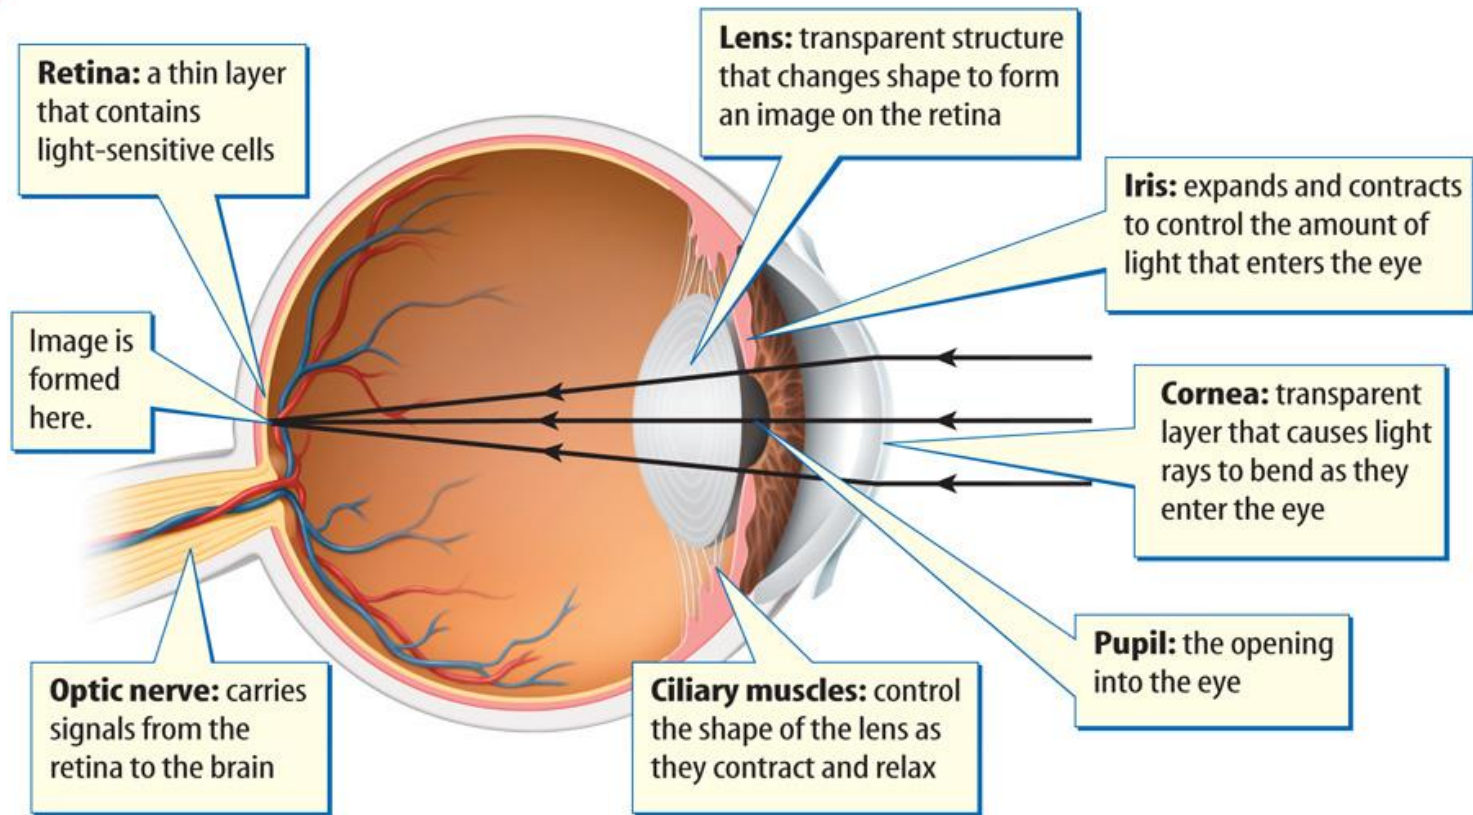 Retina: a thin layer
that contains
light-sensitive cells
Lens: transparent structure
that changes shape to form
an image on the retina
Iris: expands and contracts
to control the amount of
light that enters the eye
Image is
formed
here.
Cornea: transparent
layer that causes light
rays to bend as they
enter the eye
Pupil: the opening
into the eye
Optic nerve: carries
signals from the
retina to the brain
Ciliary muscles: control
the shape of the lens as
they contract and relax